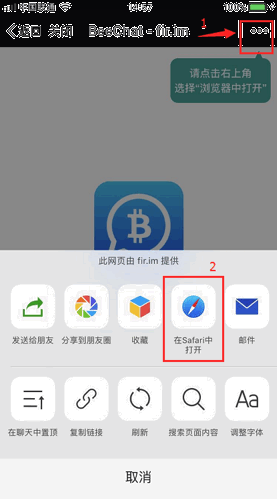 中国移动 14:57 100%
返回 关闭 BeeChat - fir.im 1
请点击右上角
选择“浏览器中打开”
此网页由 fir.im 提供
2
发送给朋友 分享到朋友圈 收藏 在Safari中 邮件
打开
在聊天中置顶 复制链接 刷新 搜索页面内容 调整字体
取消